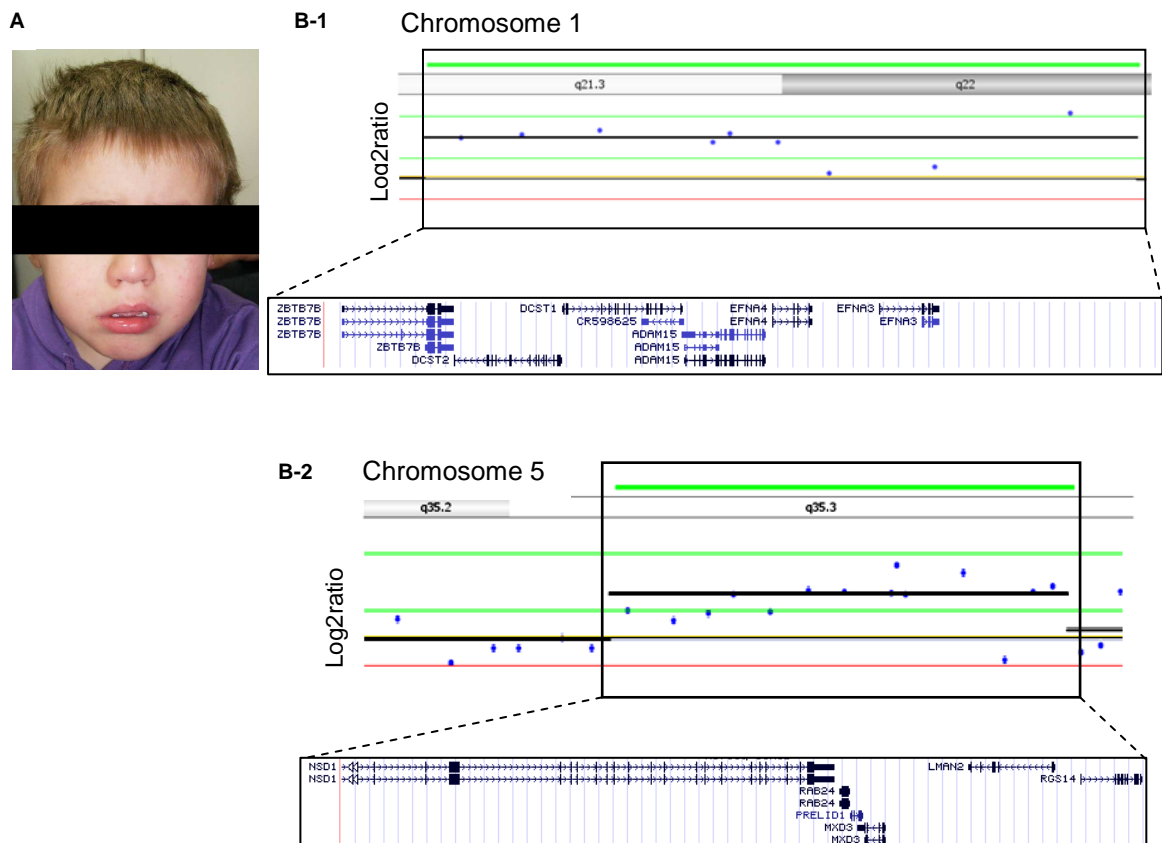 A
B-1 Chromosome 1
q21.3 q22
Log2ratio
ZBTB7B DCST1 EFNA4 EFNA3
ZBTB7B CR598625 EFNA4 EFNA3
ZBTB7B ADAM15
ZBTB7B ADAM15
DCST2 ADAM15
B-2 Chromosome 5
q35.2 q35.3
Log2ratio
NSD1 LMAN2
NSD1 RGS14
RAB24
RAB24
PRELID1
MXD3
MXD3